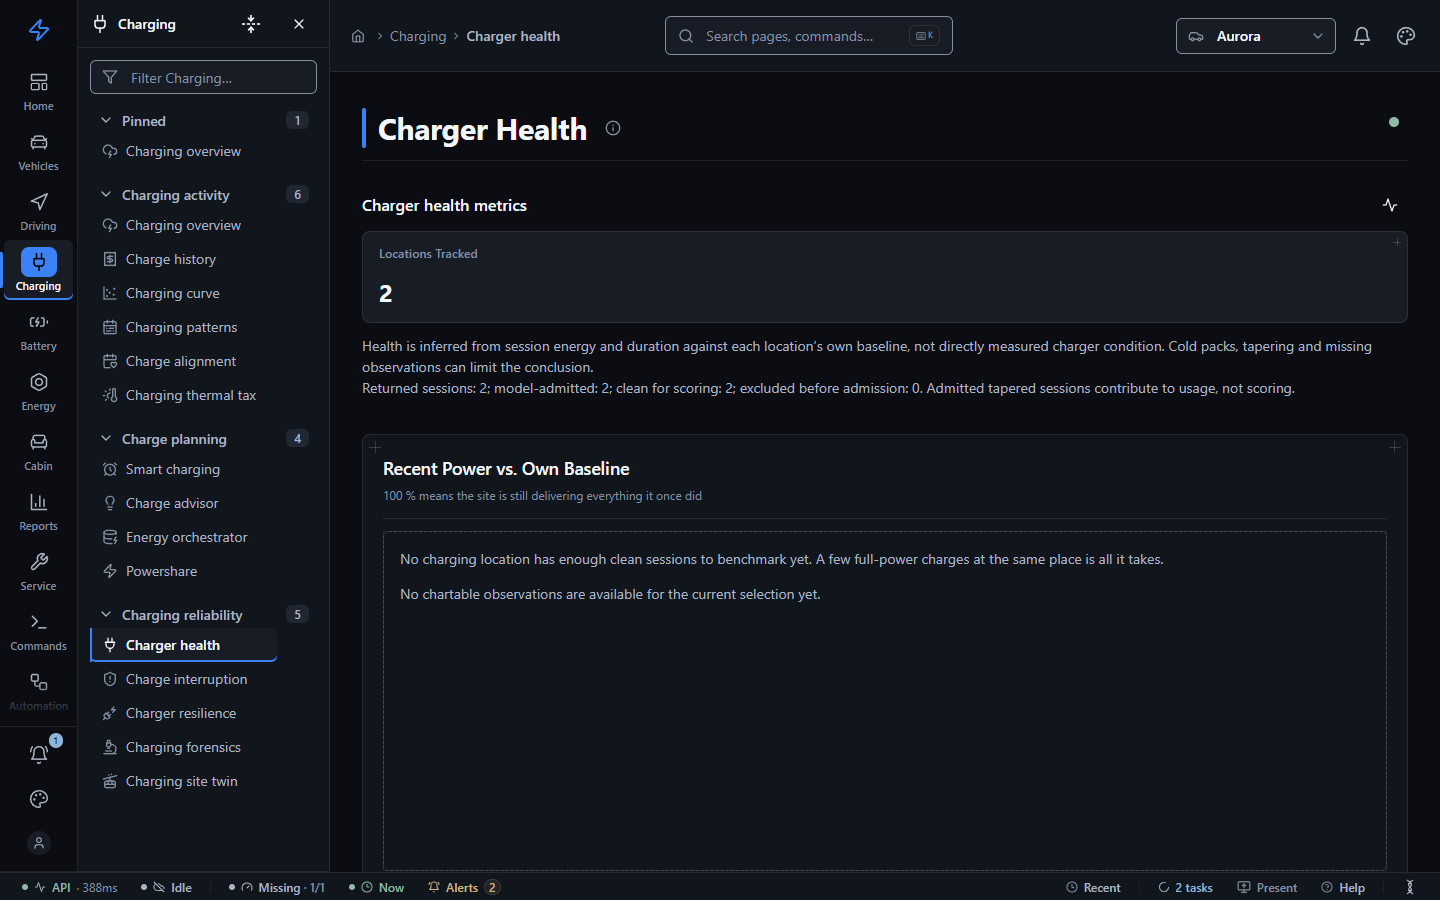 Charging
Home
Vehicles
Driving
Charging
Battery
Energy
Cabin
Reports
Service
Commands
Automation
1
Filter Charging...
Pinned 1
Charging overview
Charging activity 6
Charging overview
Charge history
Charging curve
Charging patterns
Charge alignment
Charging thermal tax
Charge planning 4
Smart charging
Charge advisor
Energy orchestrator
Powershare
Charging reliability 5
Charger health
Charge interruption
Charger resilience
Charging forensics
Charging site twin
Charging Charger health
Search pages, commands... K
Aurora
Charger Health
Charger health metrics
Locations Tracked
2
Health is inferred from session energy and duration against each location's own baseline, not directly measured charger condition. Cold packs, tapering and missing
observations can limit the conclusion.
Returned sessions: 2; model-admitted: 2; clean for scoring: 2; excluded before admission: 0. Admitted tapered sessions contribute to usage, not scoring.
Recent Power vs. Own Baseline
100 % means the site is still delivering everything it once did
No charging location has enough clean sessions to benchmark yet. A few full-power charges at the same place is all it takes.
No chartable observations are available for the current selection yet.
API · 388ms Idle Missing · 1/1 Now Alerts 2 Recent 2 tasks Present Help